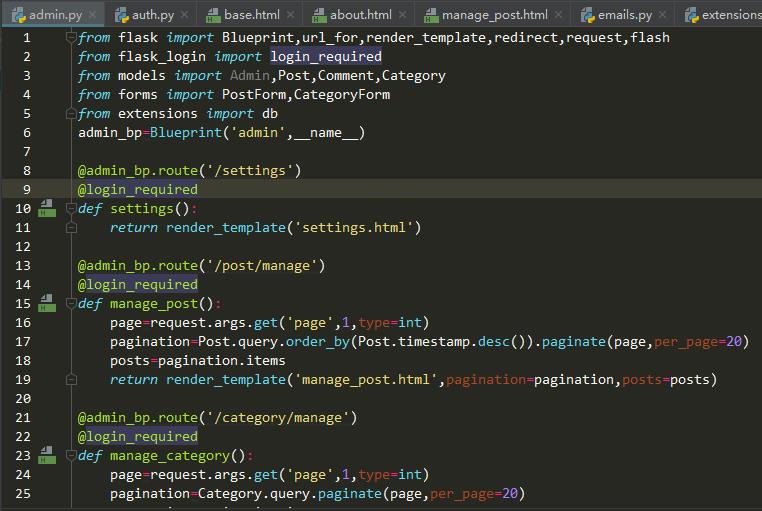 admin.py auth.py base.html about.html manage_post.html emails.py extensions
1 from flask import Blueprint,url_for,render_template,redirect,request,flash
2 from flask_login import login_required
3 from models import Admin,Post,Comment,Category
4 from forms import PostForm,CategoryForm
5 from extensions import db
6 admin_bp=Blueprint('admin',__name__)
7
8 @admin_bp.route('/settings')
9 @login_required
10 def settings():
11     return render_template('settings.html')
12
13 @admin_bp.route('/post/manage')
14 @login_required
15 def manage_post():
16     page=request.args.get('page',1,type=int)
17     pagination=Post.query.order_by(Post.timestamp.desc()).paginate(page,per_page=20)
18     posts=pagination.items
19     return render_template('manage_post.html',pagination=pagination,posts=posts)
20
21 @admin_bp.route('/category/manage')
22 @login_required
23 def manage_category():
24     page=request.args.get('page',1,type=int)
25     pagination=Category.query.paginate(page,per_page=20)